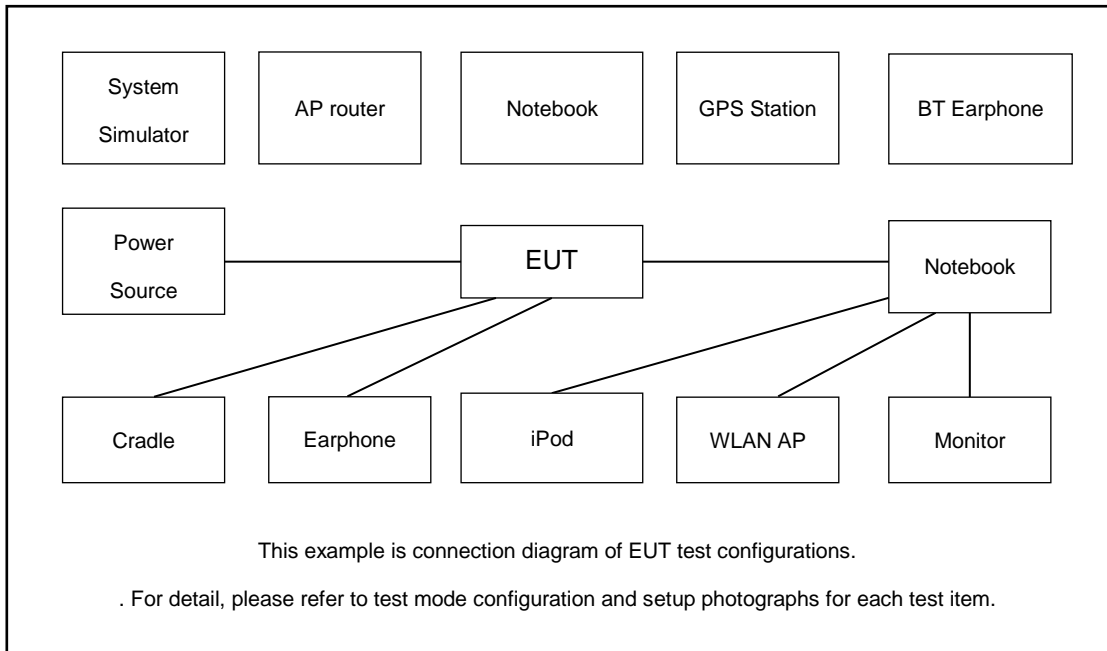 System
Simulator
AP router
Notebook
GPS Station
BT Earphone
Power
Source
EUT
Notebook
Cradle
Earphone
iPod
WLAN AP
Monitor
This example is connection diagram of EUT test configurations.
. For detail, please refer to test mode configuration and setup photographs for each test item.